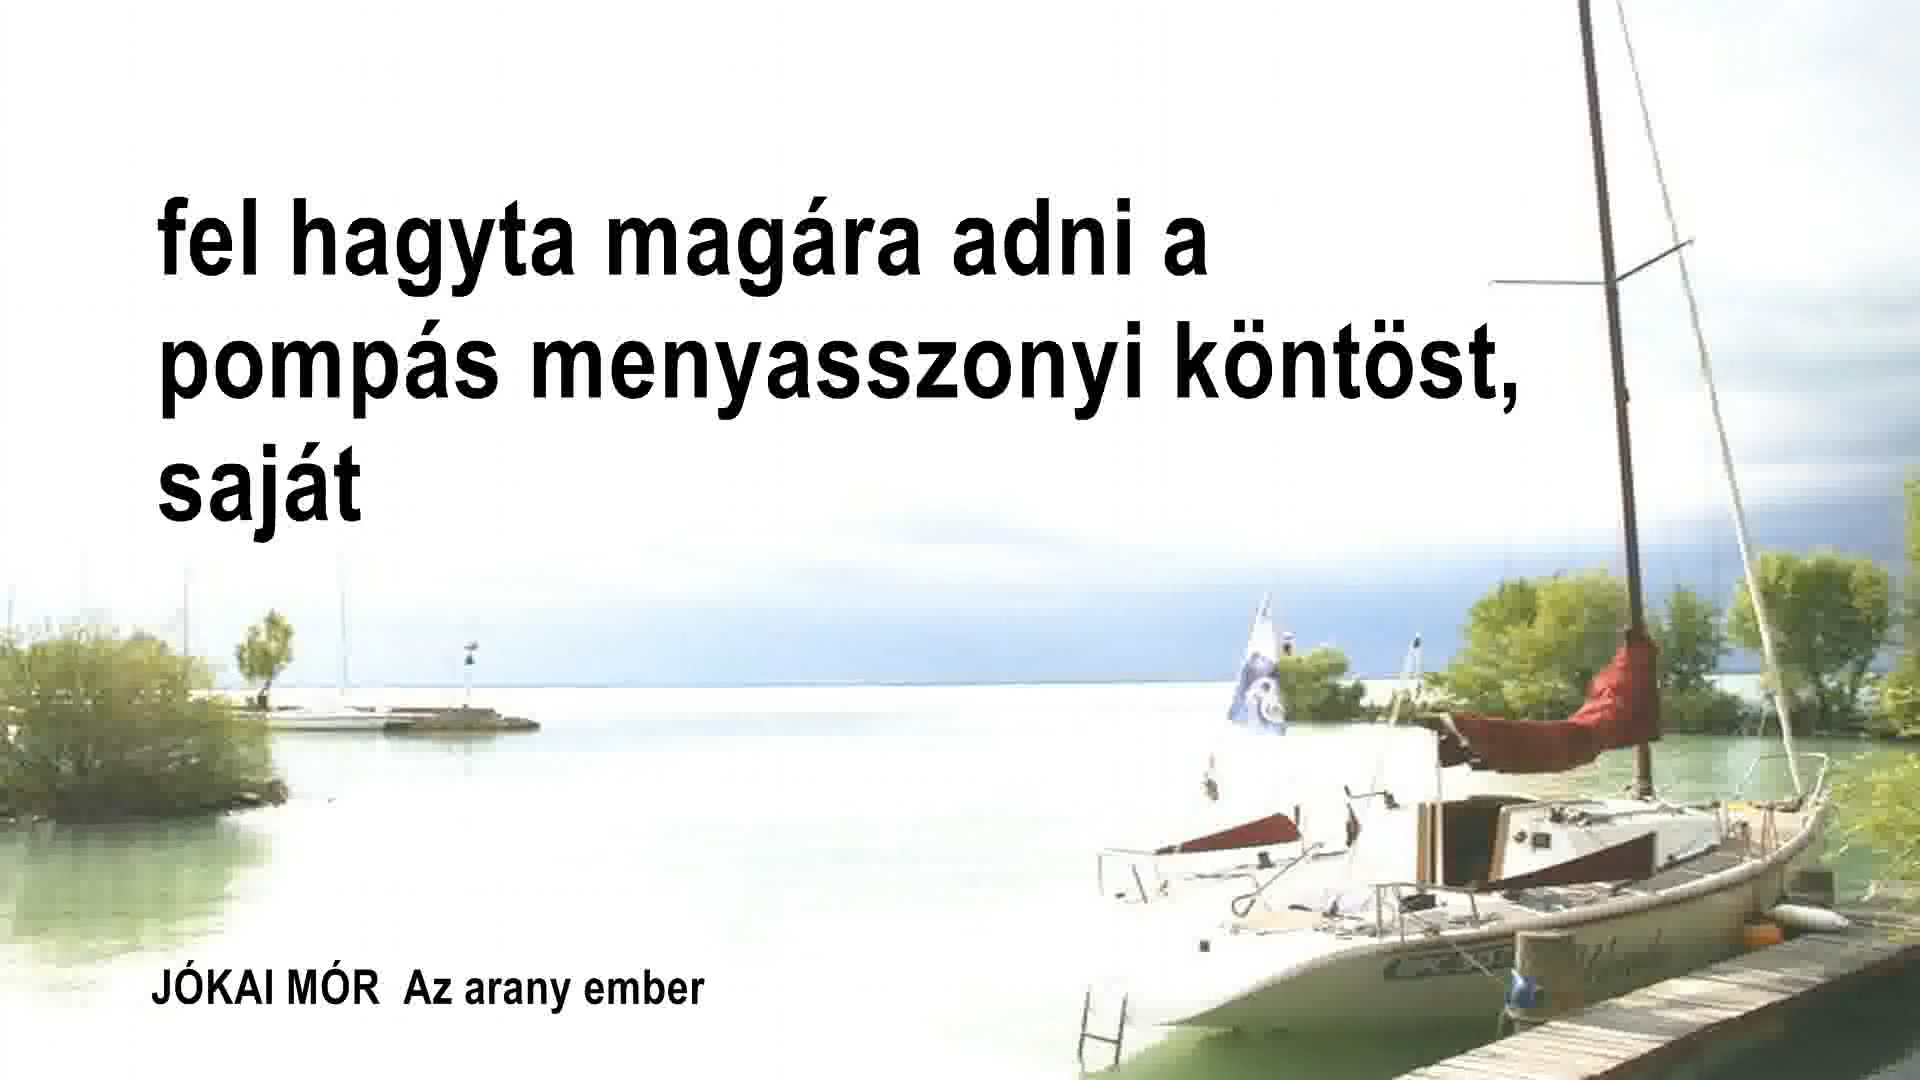 fel hagyta magára adni a
pompás menyasszonyi köntöst,
saját
JÓKAI MÓR Az arany ember